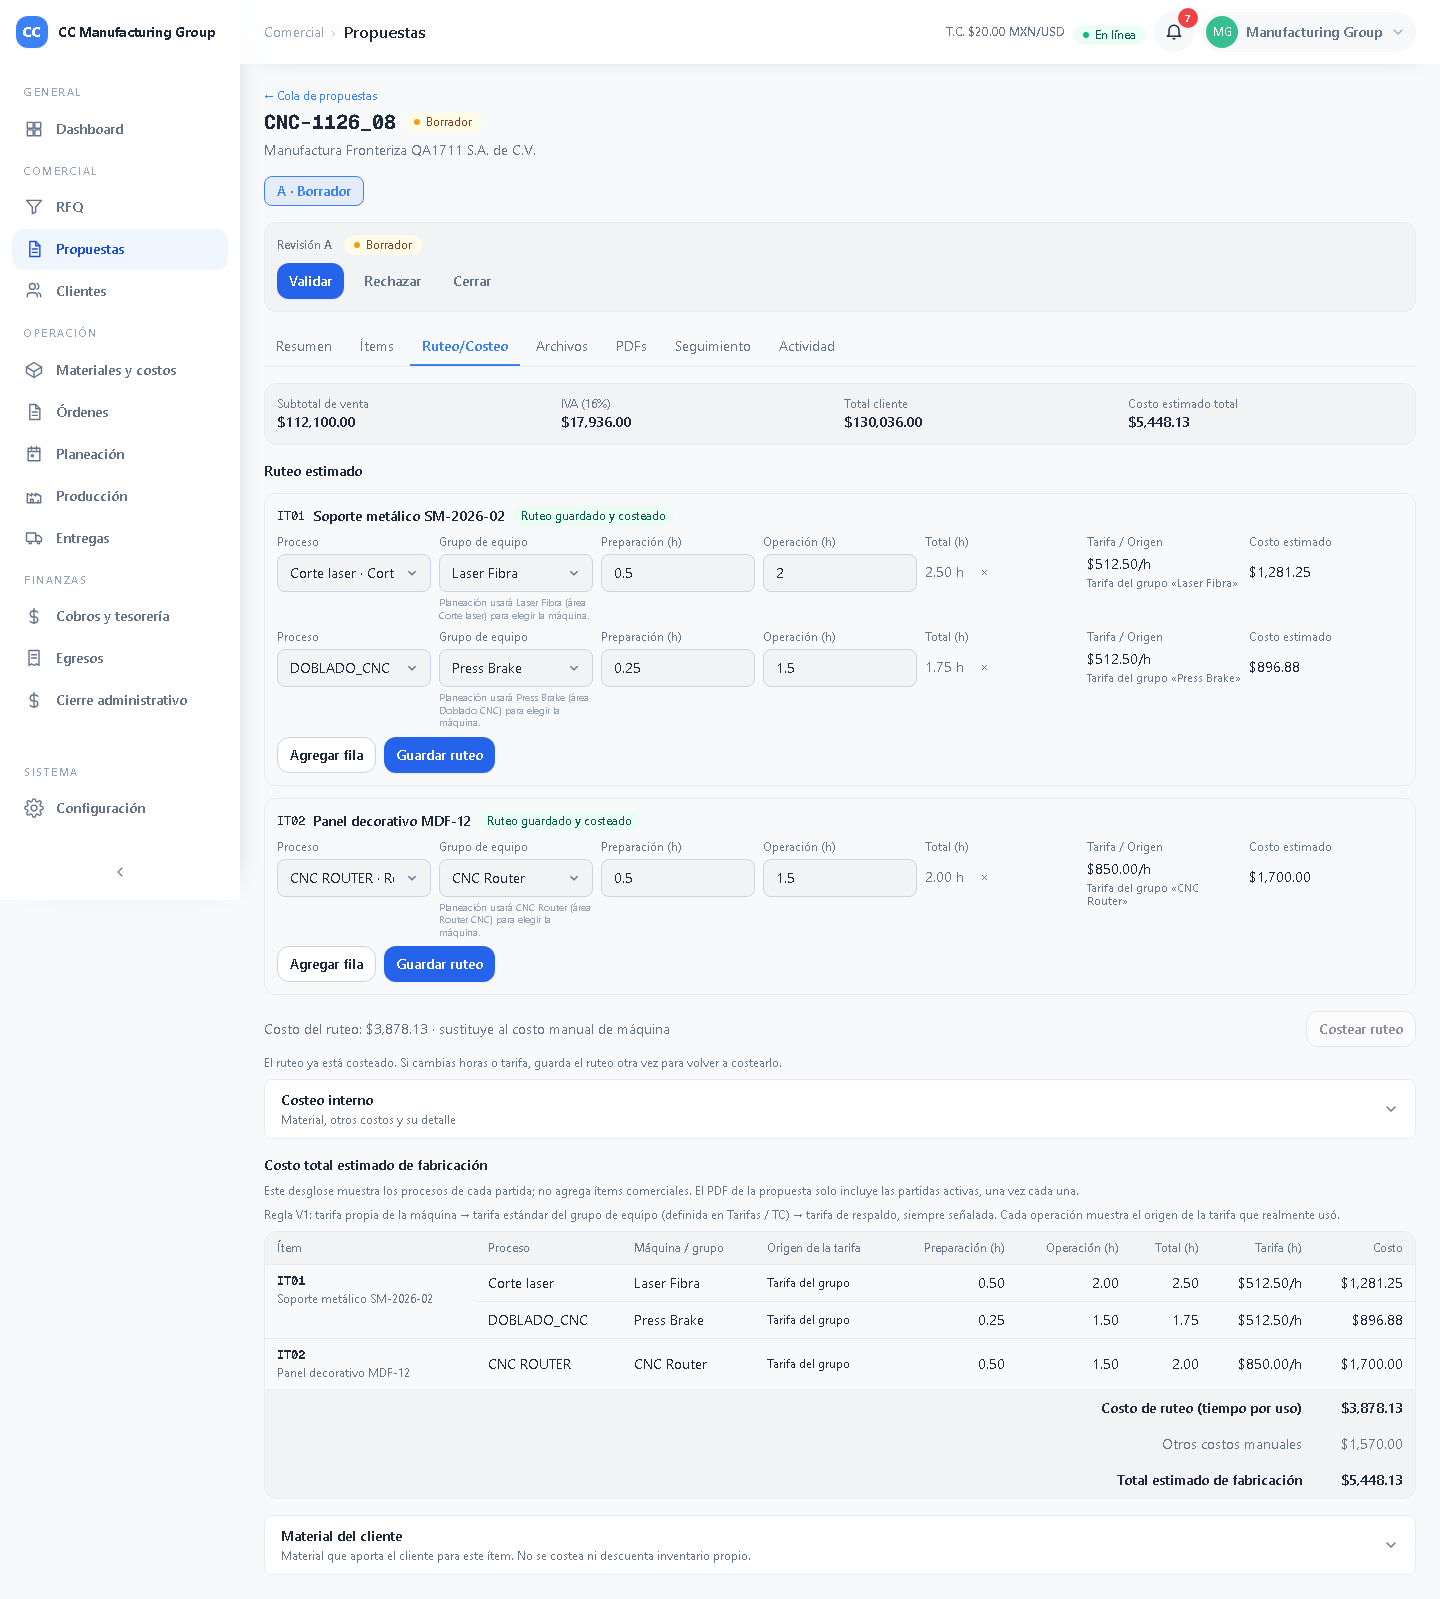 CC
CC Manufacturing Group
GENERAL
Dashboard
COMERCIAL
RFQ
Propuestas
Clientes
OPERACIÓN
Materiales y costos
Órdenes
Planeación
Producción
Entregas
FINANZAS
Cobros y tesorería
Egresos
Cierre administrativo
SISTEMA
Configuración
Comercial › Propuestas
T.C. $20.00 MXN/USD
En línea
7
MG
Manufacturing Group
← Cola de propuestas
CNC-1126_08 Borrador
Manufactura Fronteriza QA1711 S.A. de C.V.
A · Borrador
Revisión A Borrador
Validar Rechazar Cerrar
Resumen Ítems Ruteo/Costeo Archivos PDFs Seguimiento Actividad
Subtotal de venta IVA (16%) Total cliente Costo estimado total
$112,100.00 $17,936.00 $130,036.00 $5,448.13
Ruteo estimado
IT01 Soporte metálico SM-2026-02 Ruteo guardado y costeado
Proceso Grupo de equipo Preparación (h) Operación (h) Total (h) Tarifa / Origen Costo estimado
Corte laser · Cort Laser Fibra 0.5 2 2.50 h × $512.50/h $1,281.25
Tarifa del grupo «Laser Fibra»
Planeación usará Laser Fibra (área
Corte laser) para elegir la máquina.
Proceso Grupo de equipo Preparación (h) Operación (h) Total (h) Tarifa / Origen Costo estimado
DOBLADO_CNC Press Brake 0.25 1.5 1.75 h × $512.50/h $896.88
Tarifa del grupo «Press Brake»
Planeación usará Press Brake (área
Doblado CNC) para elegir la
máquina.
Agregar fila Guardar ruteo
IT02 Panel decorativo MDF-12 Ruteo guardado y costeado
Proceso Grupo de equipo Preparación (h) Operación (h) Total (h) Tarifa / Origen Costo estimado
CNC ROUTER · R CNC Router 0.5 1.5 2.00 h × $850.00/h $1,700.00
Tarifa del grupo «CNC
Router»
Planeación usará CNC Router (área
Router CNC) para elegir la
máquina.
Agregar fila Guardar ruteo
Costo del ruteo: $3,878.13 · sustituye al costo manual de máquina
Costear ruteo
El ruteo ya está costeado. Si cambias horas o tarifa, guarda el ruteo otra vez para volver a costearlo.
Costeo interno
Material, otros costos y su detalle
Costo total estimado de fabricación
Este desglose muestra los procesos de cada partida; no agrega ítems comerciales. El PDF de la propuesta solo incluye las partidas activas, una vez cada una.
Regla V1: tarifa propia de la máquina → tarifa estándar del grupo de equipo (definida en Tarifas / TC) → tarifa de respaldo, siempre señalada. Cada operación muestra el origen de la tarifa que realmente usó.
Ítem Proceso Máquina / grupo Origen de la tarifa Preparación (h) Operación (h) Total (h) Tarifa (h) Costo
IT01 Corte laser Laser Fibra Tarifa del grupo 0.50 2.00 2.50 $512.50/h $1,281.25
Soporte metálico SM-2026-02
DOBLADO_CNC Press Brake Tarifa del grupo 0.25 1.50 1.75 $512.50/h $896.88
IT02 CNC ROUTER CNC Router Tarifa del grupo 0.50 1.50 2.00 $850.00/h $1,700.00
Panel decorativo MDF-12
Costo de ruteo (tiempo por uso) $3,878.13
Otros costos manuales $1,570.00
Total estimado de fabricación $5,448.13
Material del cliente
Material que aporta el cliente para este ítem. No se costea ni descuenta inventario propio.